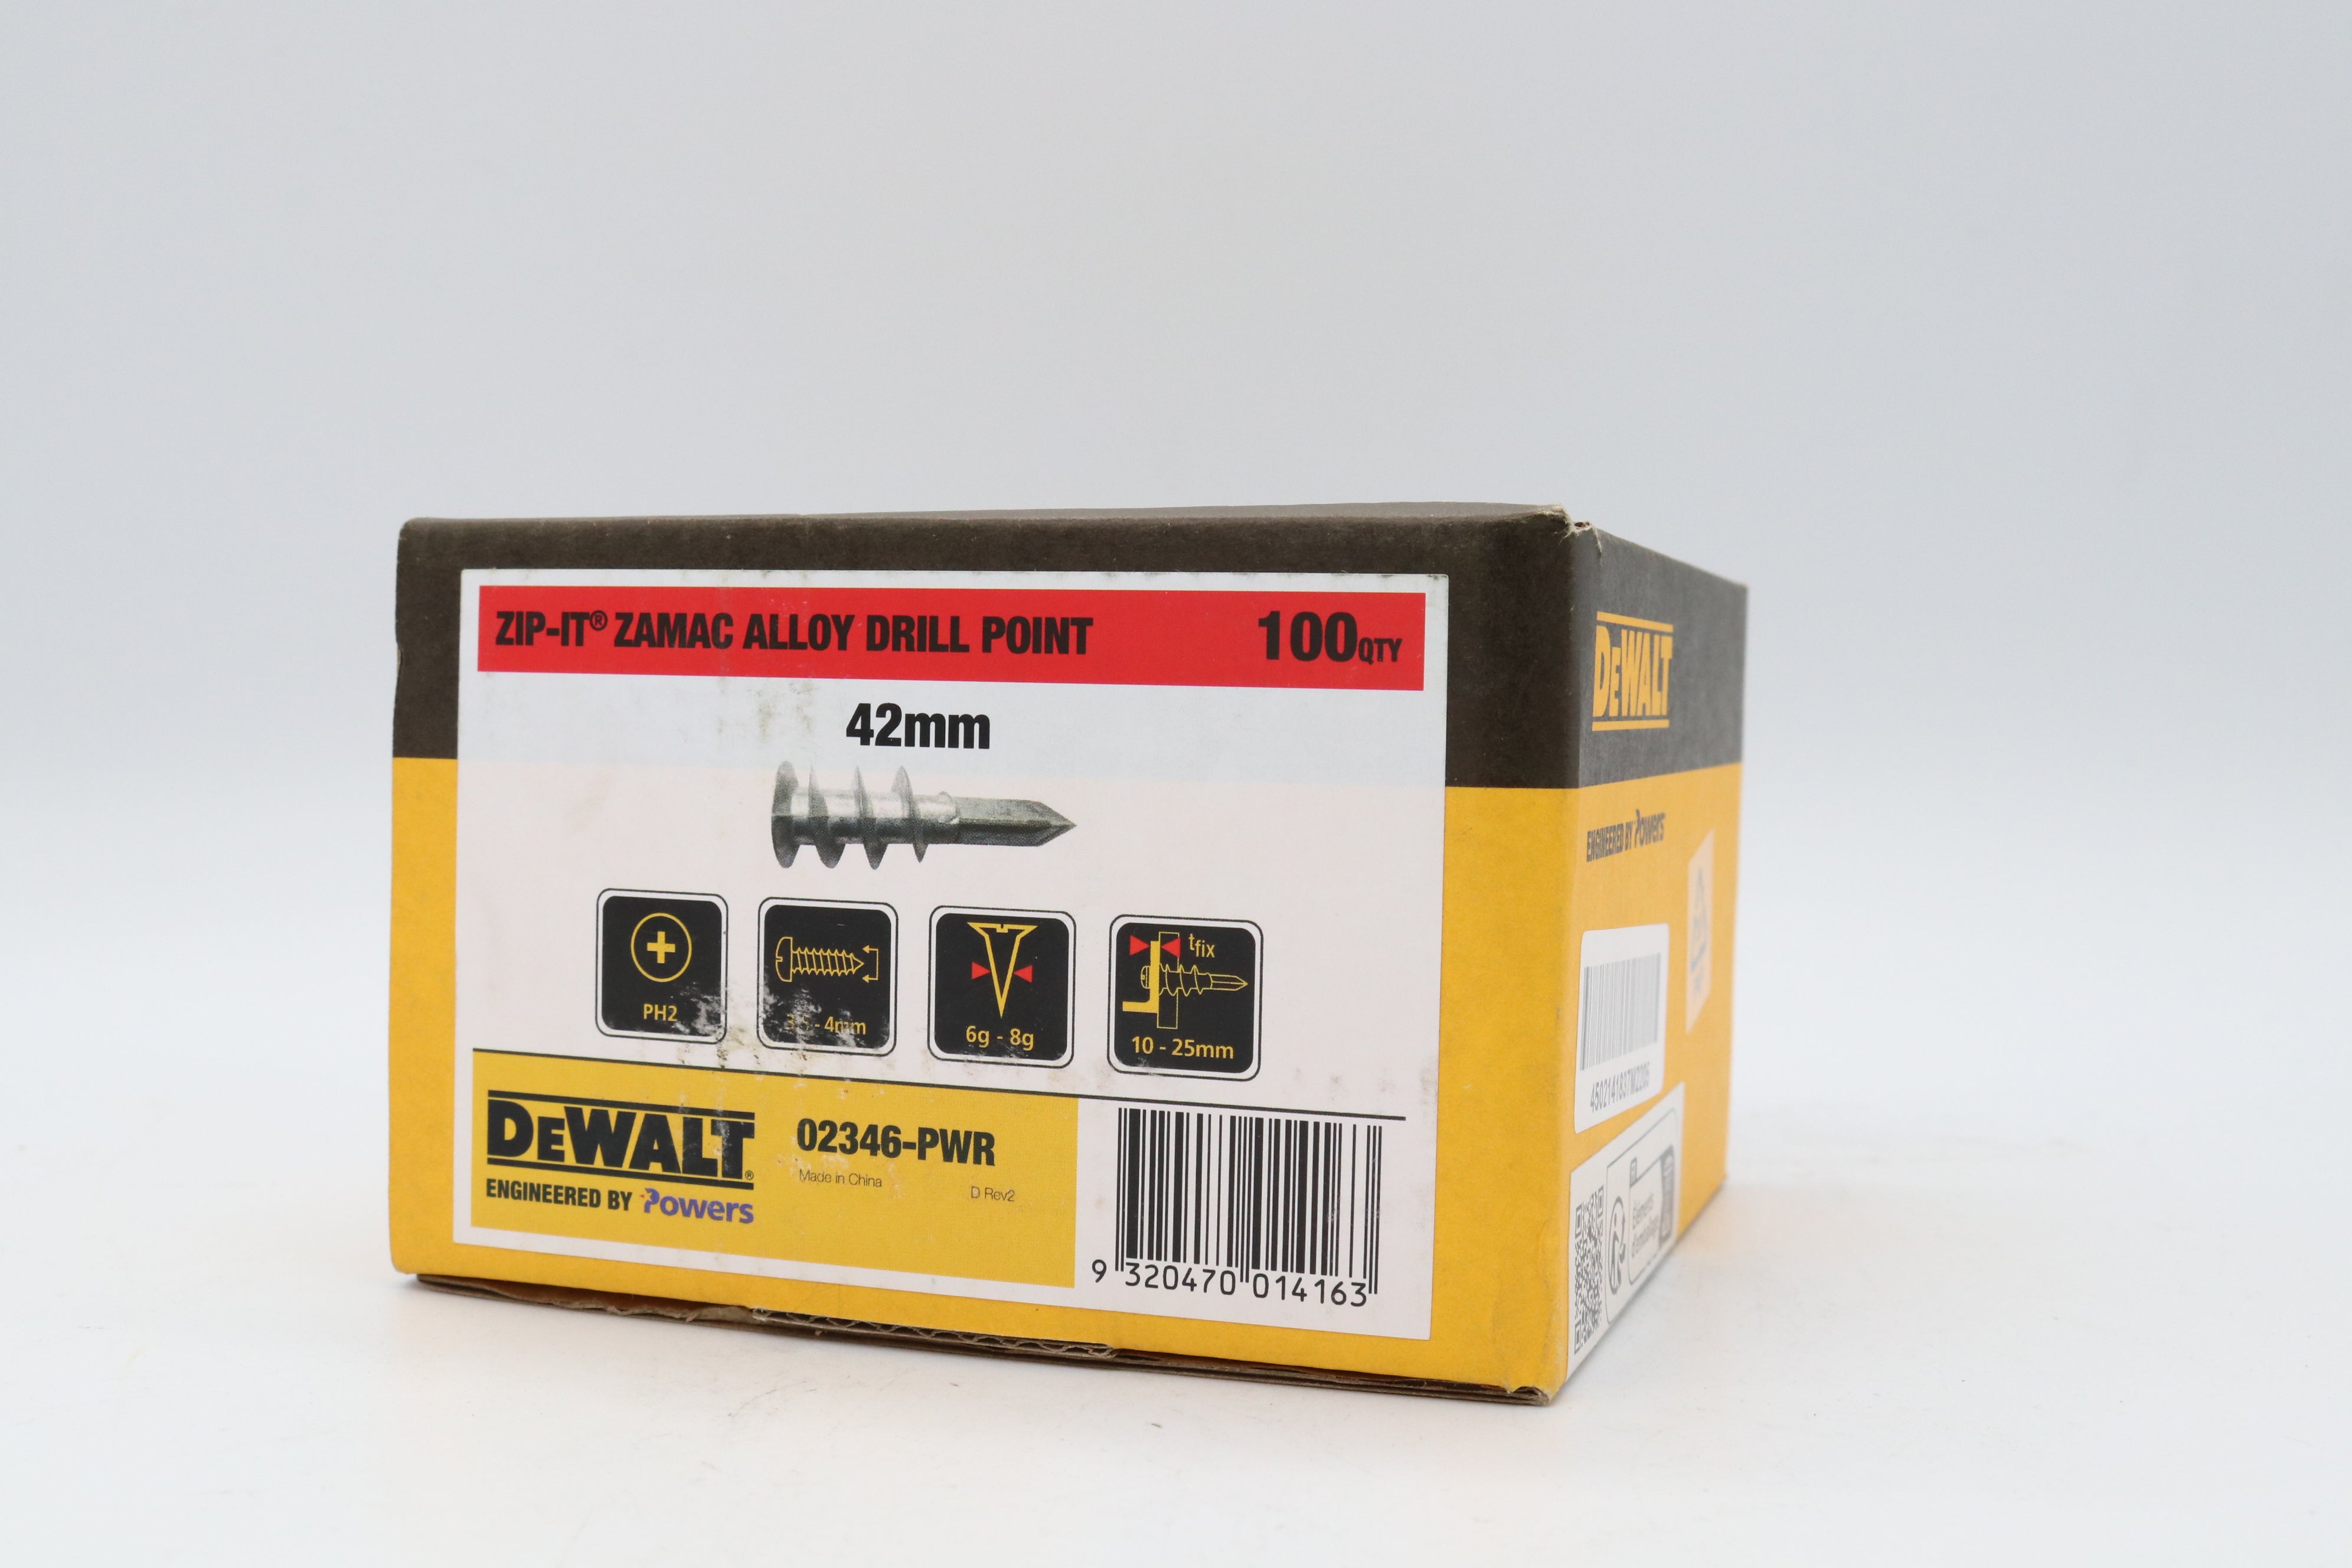 ZIP-IT® ZAMAC ALLOY DRILL POINT 100QTY
42mm
PH2
- 4mm
6g - 8g
tfix
10 - 25mm
DEWALT®
ENGINEERED BY Powers
02346-PWR
Made in China
D Rev2
9 320470 014163
DEWALT
ENGINEERED BY Powers